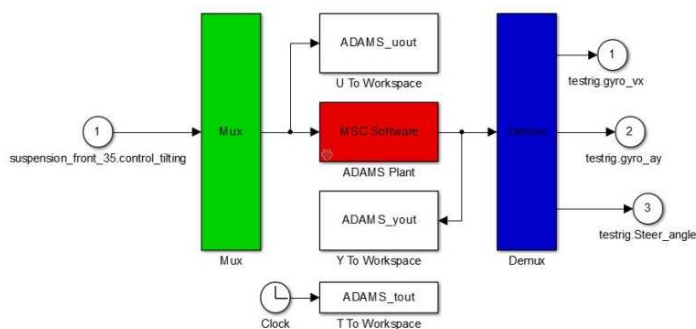 ADAMS_uout
U To Workspace
1
testrig.gyro_vx
1
suspension_front_35.control_tilting
Mux
MSC Software
ADAMS Plant
Demux
2
testrig.gyro_ay
ADAMS_yout
Y To Workspace
3
testrig.Steer_angle
Mux
Demux
Clock
ADAMS_tout
T To Workspace